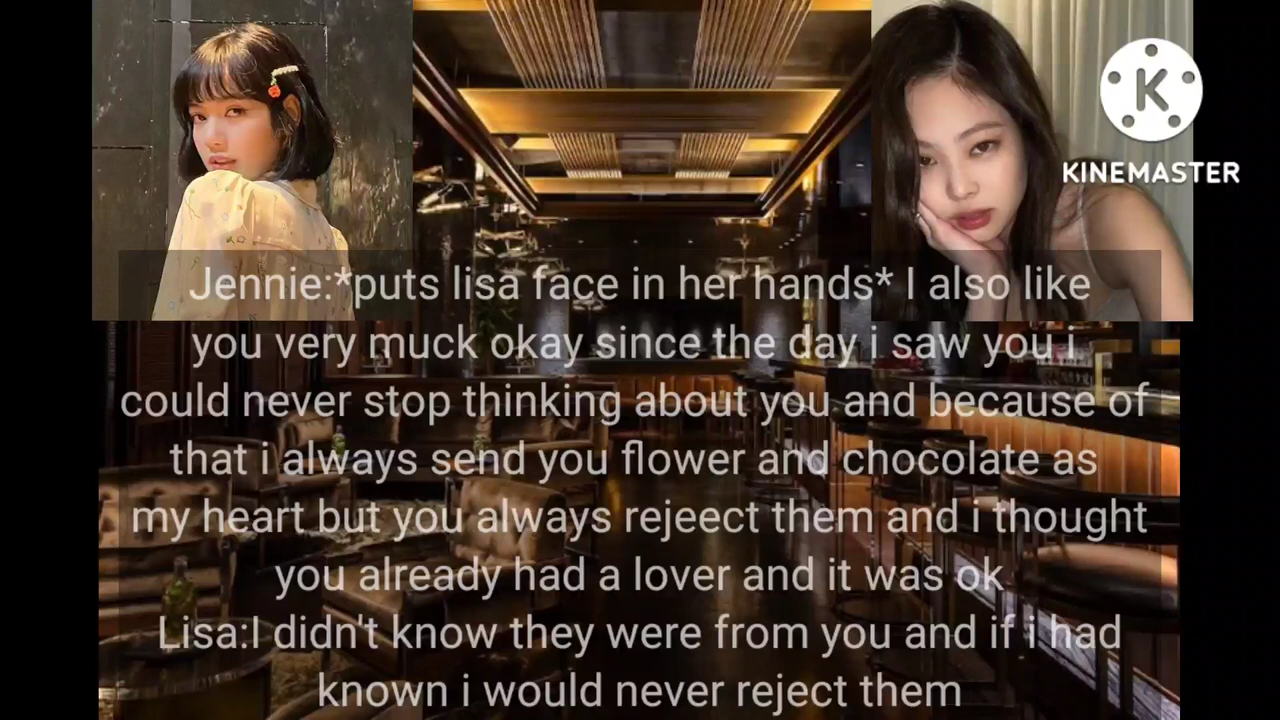 K
KINEMASTER
Jennie:*puts lisa face in her hands* I also like
you very muck okay since the day i saw you i
could never stop thinking about you and because of
that i always send you flower and chocolate as
my heart but you always rejeect them and i thought
you already had a lover and it was ok
Lisa:I didn't know they were from you and if i had
known i would never reject them